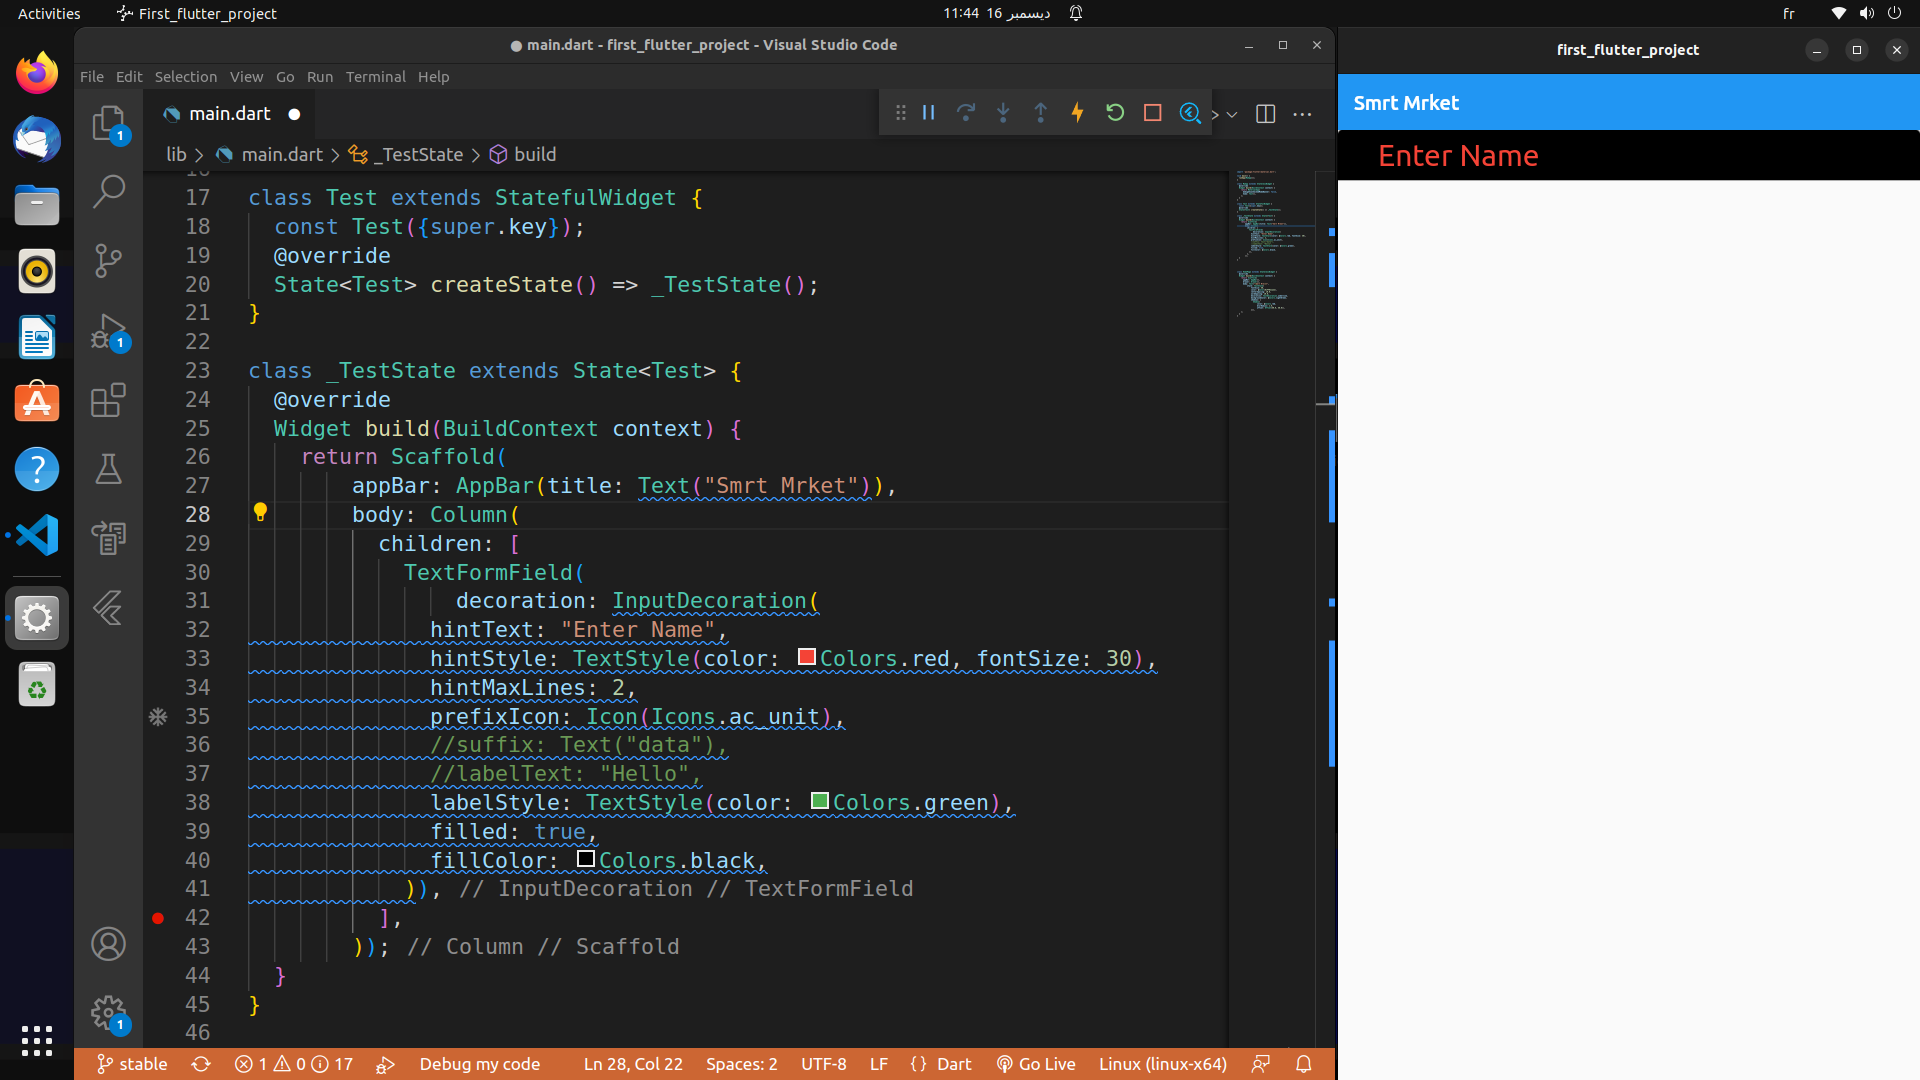 Activities
First_flutter_project
11:44 16 ديسمبر
fr
main.dart - first_flutter_project - Visual Studio Code
File Edit Selection View Go Run Terminal Help
main.dart
lib > main.dart > _TestState > build
16
17 class Test extends StatefulWidget {
18 const Test({super.key});
19 @override
20 State<Test> createState() => _TestState();
21 }
22
23 class _TestState extends State<Test> {
24 @override
25 Widget build(BuildContext context) {
26 return Scaffold(
27 appBar: AppBar(title: Text("Smrt Mrket")),
28 body: Column(
29 children: [
30 TextFormField(
31 decoration: InputDecoration(
32 hintText: "Enter Name",
33 hintStyle: TextStyle(color: Colors.red, fontSize: 30),
34 hintMaxLines: 2,
35 prefixIcon: Icon(Icons.ac_unit),
36 //suffix: Text("data"),
37 //labelText: "Hello",
38 labelStyle: TextStyle(color: Colors.green),
39 filled: true,
40 fillColor: Colors.black,
41 )), // InputDecoration // TextFormField
42 ],
43 )); // Column // Scaffold
44 }
45 }
46
1
1
1
stable 1 0 17 Debug my code Ln 28, Col 22 Spaces: 2 UTF-8 LF {} Dart Go Live Linux (linux-x64)
first_flutter_project
Smrt Mrket
Enter Name